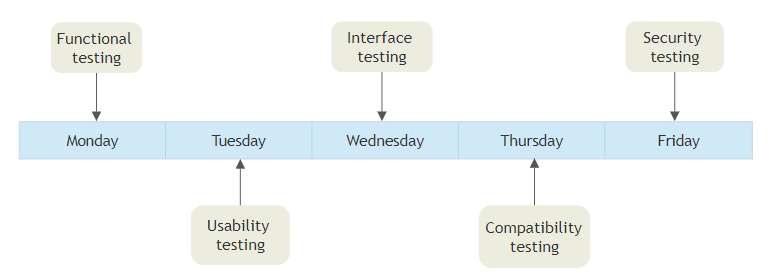 Functional
testing
Interface
testing
Security
testing
Monday
Tuesday
Wednesday
Thursday
Friday
Usability
testing
Compatibility
testing